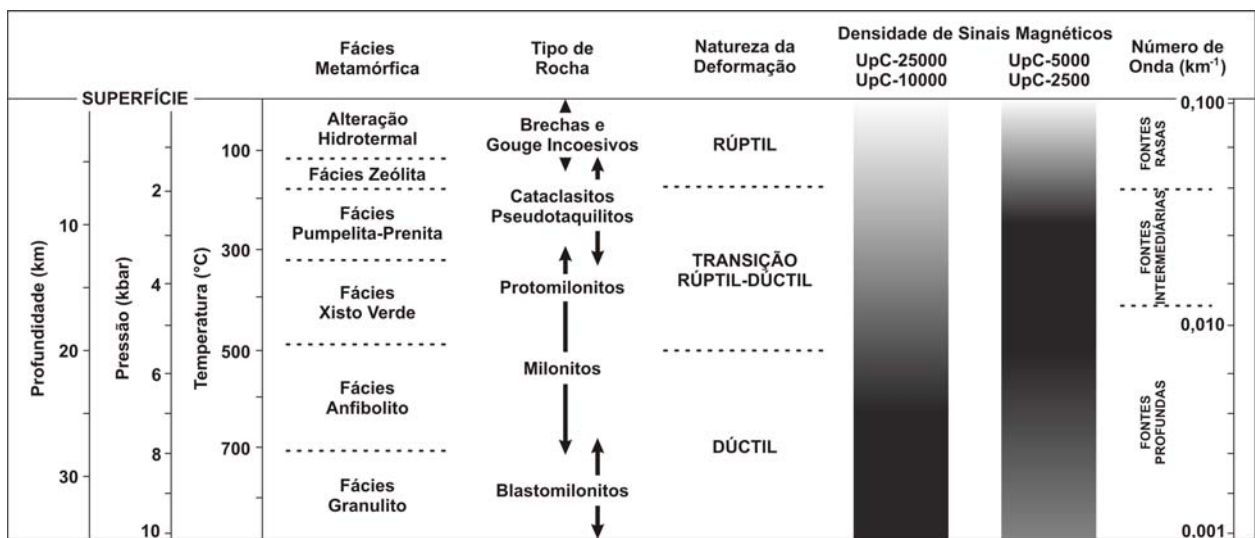 Fácies
Metamórfica
Tipo de
Rocha
Natureza da
Deformação
Densidade de Sinais Magnéticos
UpC-25000
UpC-10000
UpC-5000
UpC-2500
Número de
Onda (km⁻¹)
SUPERFÍCIE
Profundidade (km)
10
20
30
Pressão (kbar)
2
4
6
8
10
Temperatura (°C)
100
300
500
700
Alteração
Hidrotermal
Fácies Zeólita
Fácies
Pumpelita-Prenita
Fácies
Xisto Verde
Fácies
Anfibolito
Fácies
Granulito
Brechas e
Gouge Incoesivos
Cataclasitos
Pseudotaquilitos
Protomilonitos
Milonitos
Blastomilonitos
RÚPTIL
TRANSIÇÃO
RÚPTIL-DÚCTIL
DÚCTIL
FONTES
RASAS
FONTES
INTERMEDIÁRIAS
FONTES
PROFUNDAS
0,100
0,010
0.001